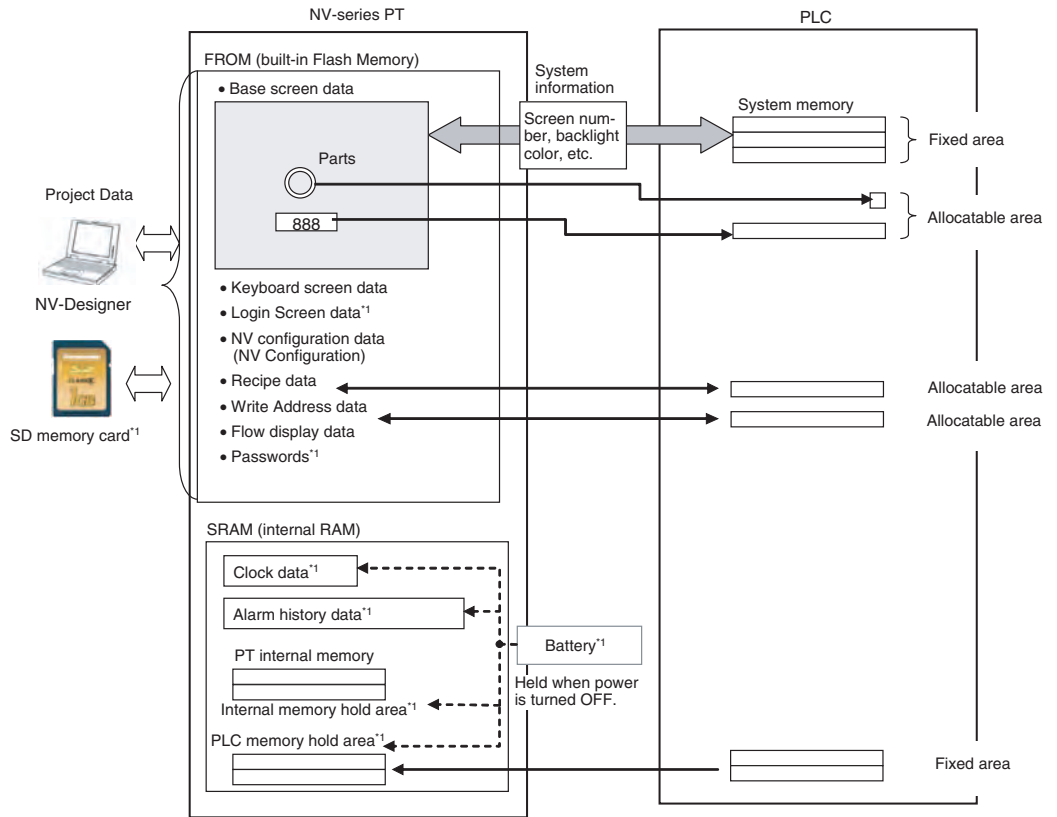 NV-series PT
PLC
FROM (built-in Flash Memory)
• Base screen data
System
information
Screen num-
ber, backlight
color, etc.
System memory
Fixed area
Parts
888
Allocatable area
Project Data
NV-Designer
SD memory card*1
1GB
• Keyboard screen data
• Login Screen data*1
• NV configuration data
(NV Configuration)
• Recipe data
• Write Address data
• Flow display data
• Passwords*1
Allocatable area
Allocatable area
SRAM (internal RAM)
Clock data*1
Alarm history data*1
PT internal memory
Internal memory hold area*1
PLC memory hold area*1
Battery*1
Held when power
is turned OFF.
Fixed area